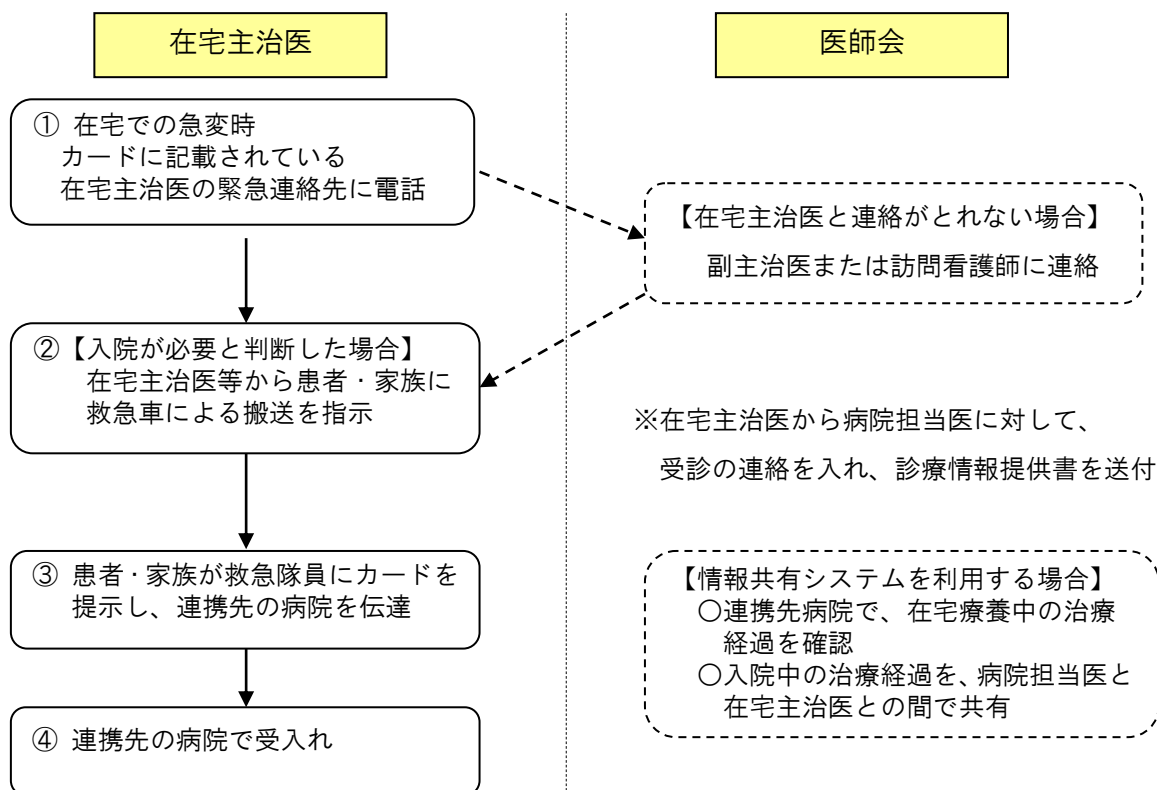 在宅主治医
医師会
① 在宅での急変時
カードに記載されている
在宅主治医の緊急連絡先に電話
【在宅主治医と連絡がとれない場合】
副主治医または訪問看護師に連絡
②【入院が必要と判断した場合】
在宅主治医等から患者・家族に
救急車による搬送を指示
※在宅主治医から病院担当医に対して、
受診の連絡を入れ、診療情報提供書を送付
③ 患者・家族が救急隊員にカードを
提示し、連携先の病院を伝達
【情報共有システムを利用する場合】
〇連携先病院で、在宅療養中の治療
経過を確認
〇入院中の治療経過を、病院担当医と
在宅主治医との間で共有
④ 連携先の病院で受入れ